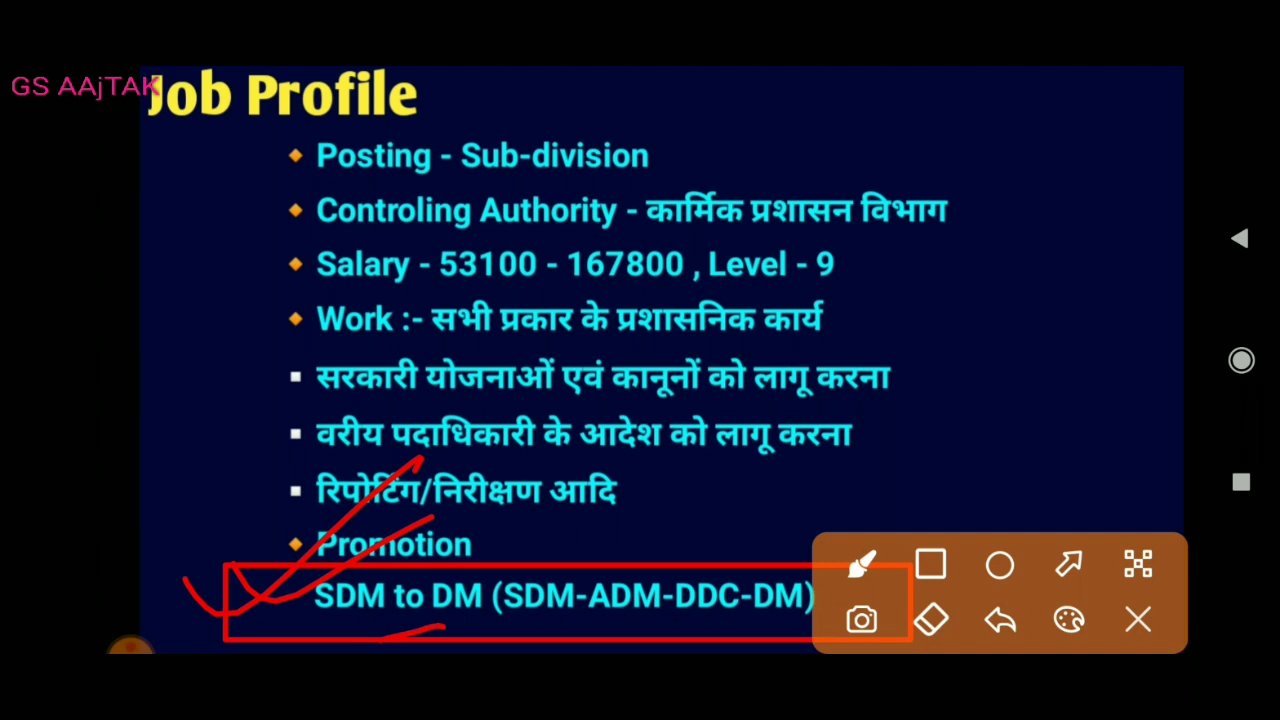 GS AAjTAK
Job Profile
Posting - Sub-division
Controling Authority - कार्मिक प्रशासन विभाग
Salary - 53100 - 167800 , Level - 9
Work :- सभी प्रकार के प्रशासनिक कार्य
सरकारी योजनाओं एवं कानूनों को लागू करना
वरीय पदाधिकारी के आदेश को लागू करना
रिपोर्टिंग/निरीक्षण आदि
Promotion
SDM to DM (SDM-ADM-DDC-DM)